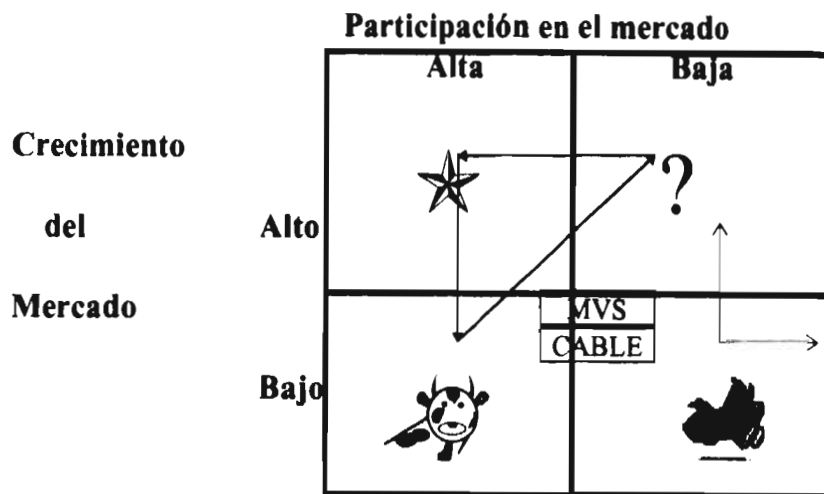 Participación en el mercado
Alta Baja
Crecimiento
del
Mercado
Alto
?
MVS
CABLE
Bajo